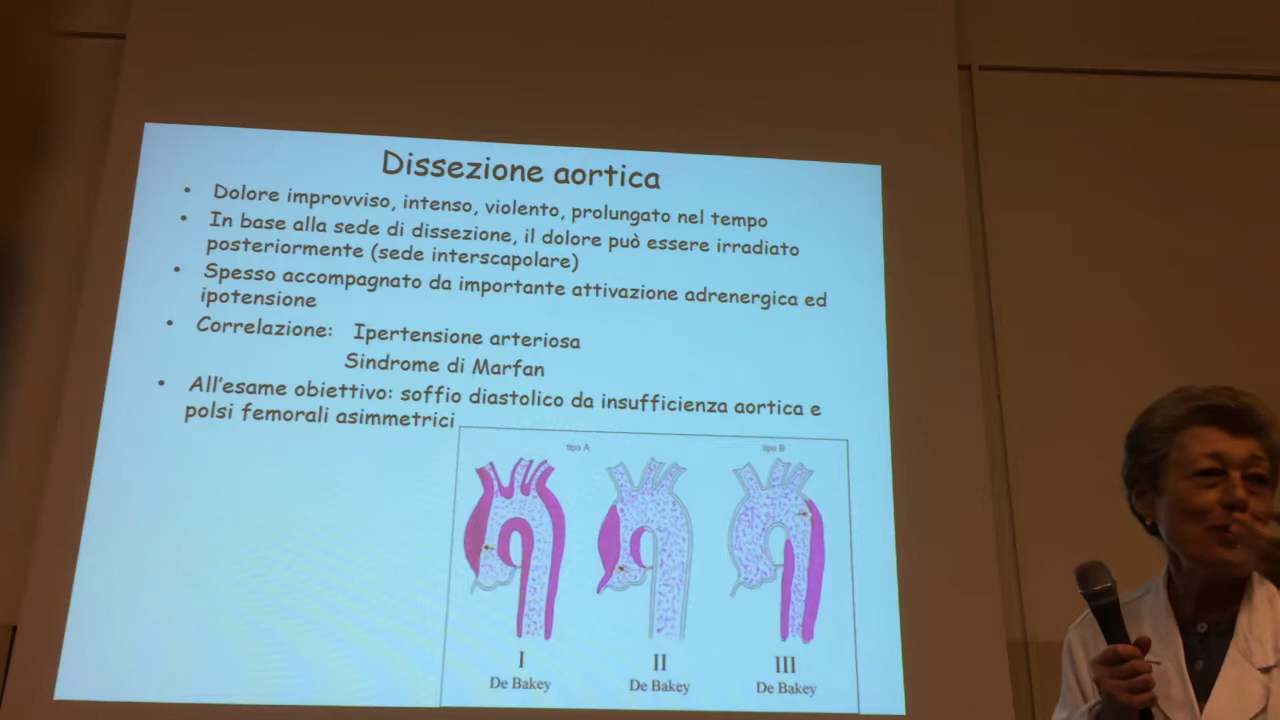 Dissezione aortica
• Dolore improvviso, intenso, violento, prolungato nel tempo
• In base alla sede di dissezione, il dolore può essere irradiato
posteriormente (sede interscapolare)
• Spesso accompagnato da importante attivazione adrenergica ed
ipotensione
• Correlazione: Ipertensione arteriosa
Sindrome di Marfan
• All'esame obiettivo: soffio diastolico da insufficienza aortica e
polsi femorali asimmetrici
tipo A tipo B
I II III
De Bakey De Bakey De Bakey